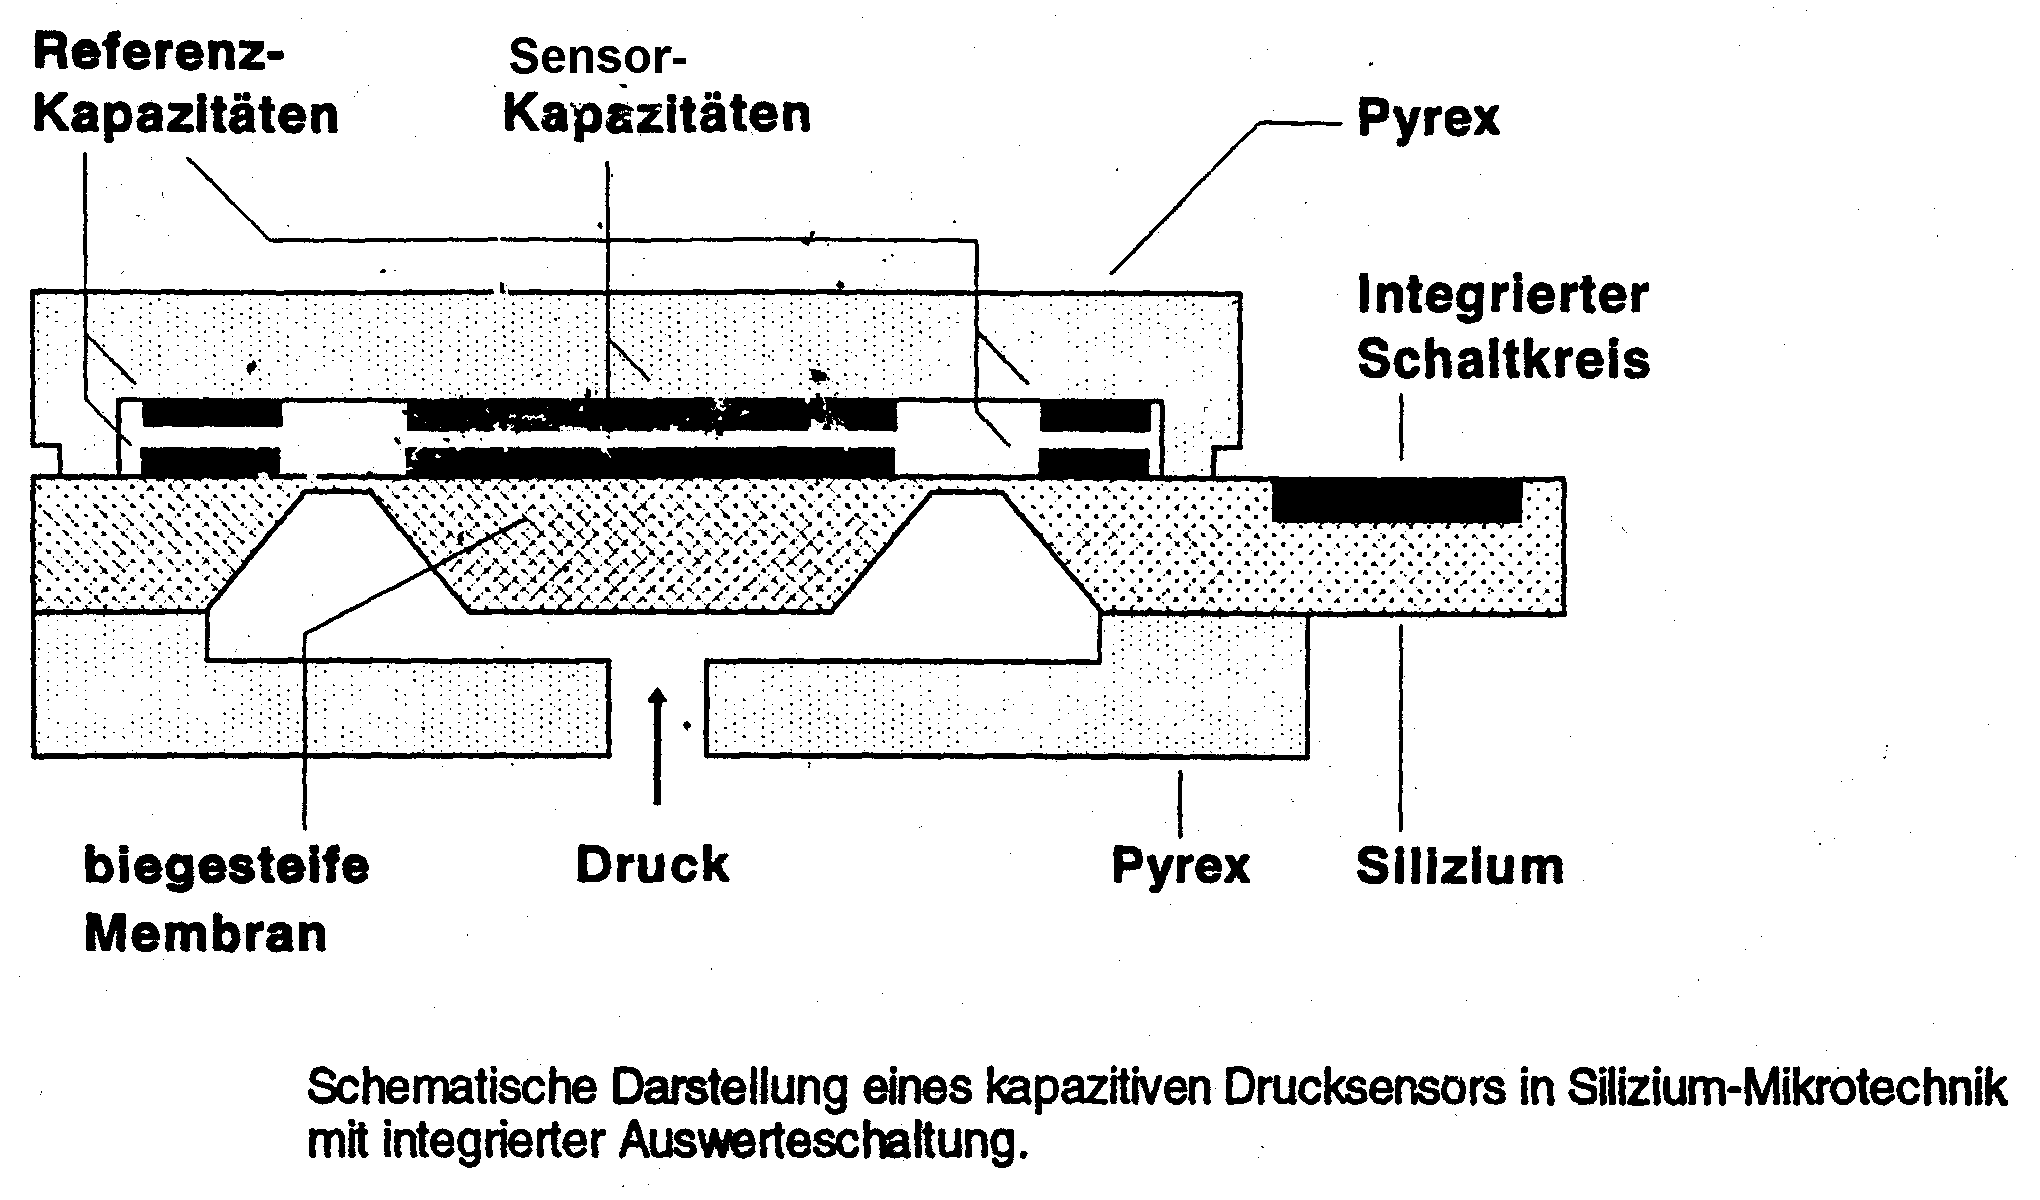 Referenz-
Kapazitäten
Sensor-
Kapazitäten
Pyrex
Integrierter
Schaltkreis
biegesteife
Membran
Druck
Pyrex
Silizium
Schematische Darstellung eines kapazitiven Drucksensors in Silizium-Mikrotechnik
mit integrierter Auswerteschaltung.